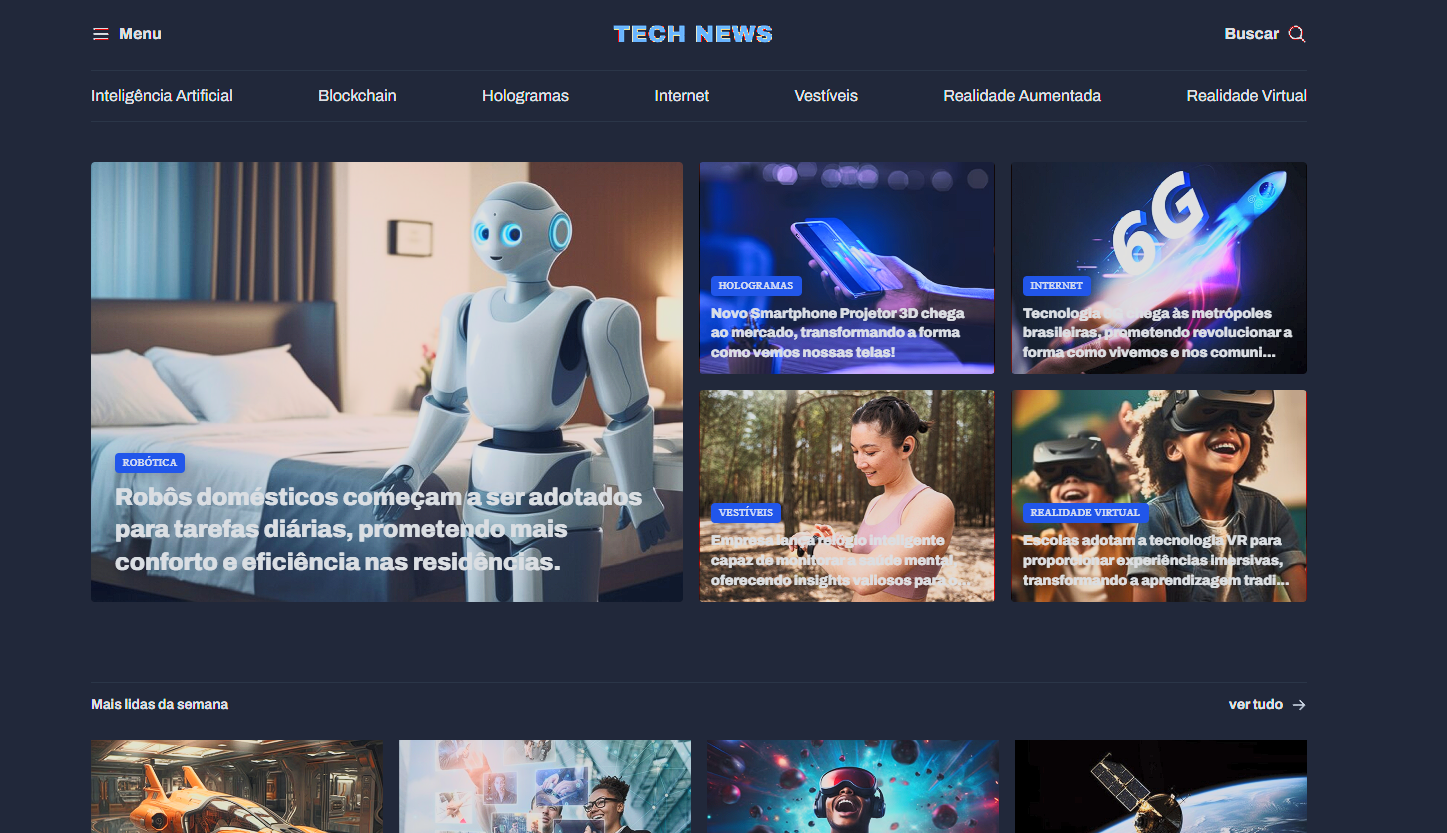 Menu
TECH NEWS
Buscar
Inteligência Artificial
Blockchain
Hologramas
Internet
Vestíveis
Realidade Aumentada
Realidade Virtual
ROBÓTICA
Robôs domésticos começam a ser adotados
para tarefas diárias, prometendo mais
conforto e eficiência nas residências.
HOLOGRAMAS
Novo Smartphone Projetor 3D chega
ao mercado, transformando a forma
como vemos nossas telas!
6G
INTERNET
Tecnologia 6G chega às metrópoles
brasileiras, prometendo revolucionar a
forma como vivemos e nos comuni...
VESTÍVEIS
Empresa lança relógio inteligente
capaz de monitorar a saúde mental,
oferecendo insights valiosos para o...
REALIDADE VIRTUAL
Escolas adotam a tecnologia VR para
proporcionar experiências imersivas,
transformando a aprendizagem tradi...
Mais lidas da semana
ver tudo